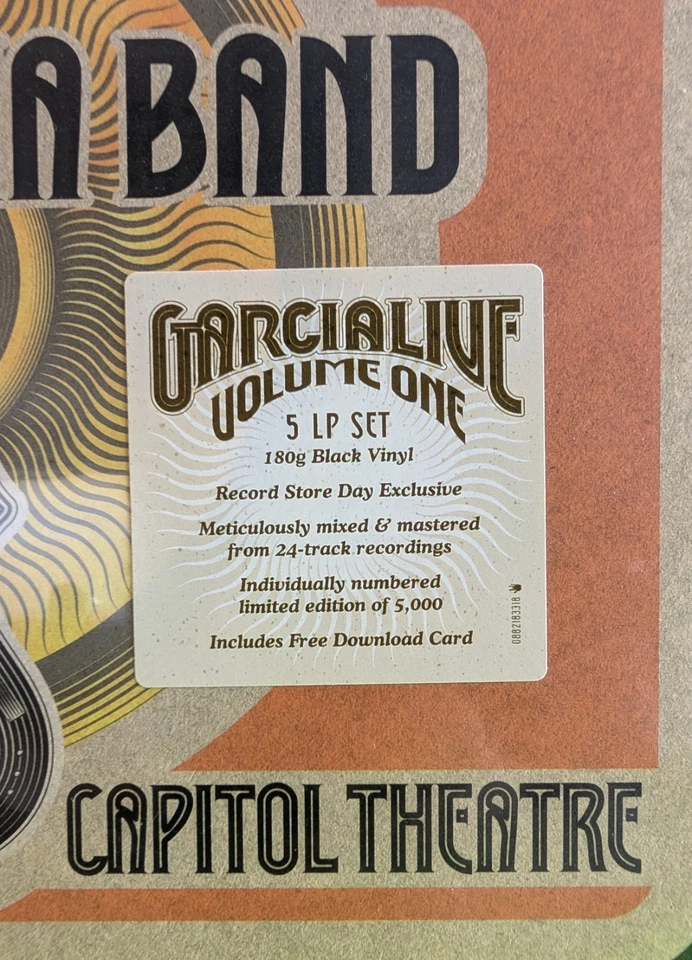 A BAND
GARCIALIVE
VOLUME ONE
5 LP SET
180g Black Vinyl
Record Store Day Exclusive
Meticulously mixed & mastered
from 24-track recordings
Individually numbered
limited edition of 5,000
Includes Free Download Card
0882183318
CAPITOL THEATRE